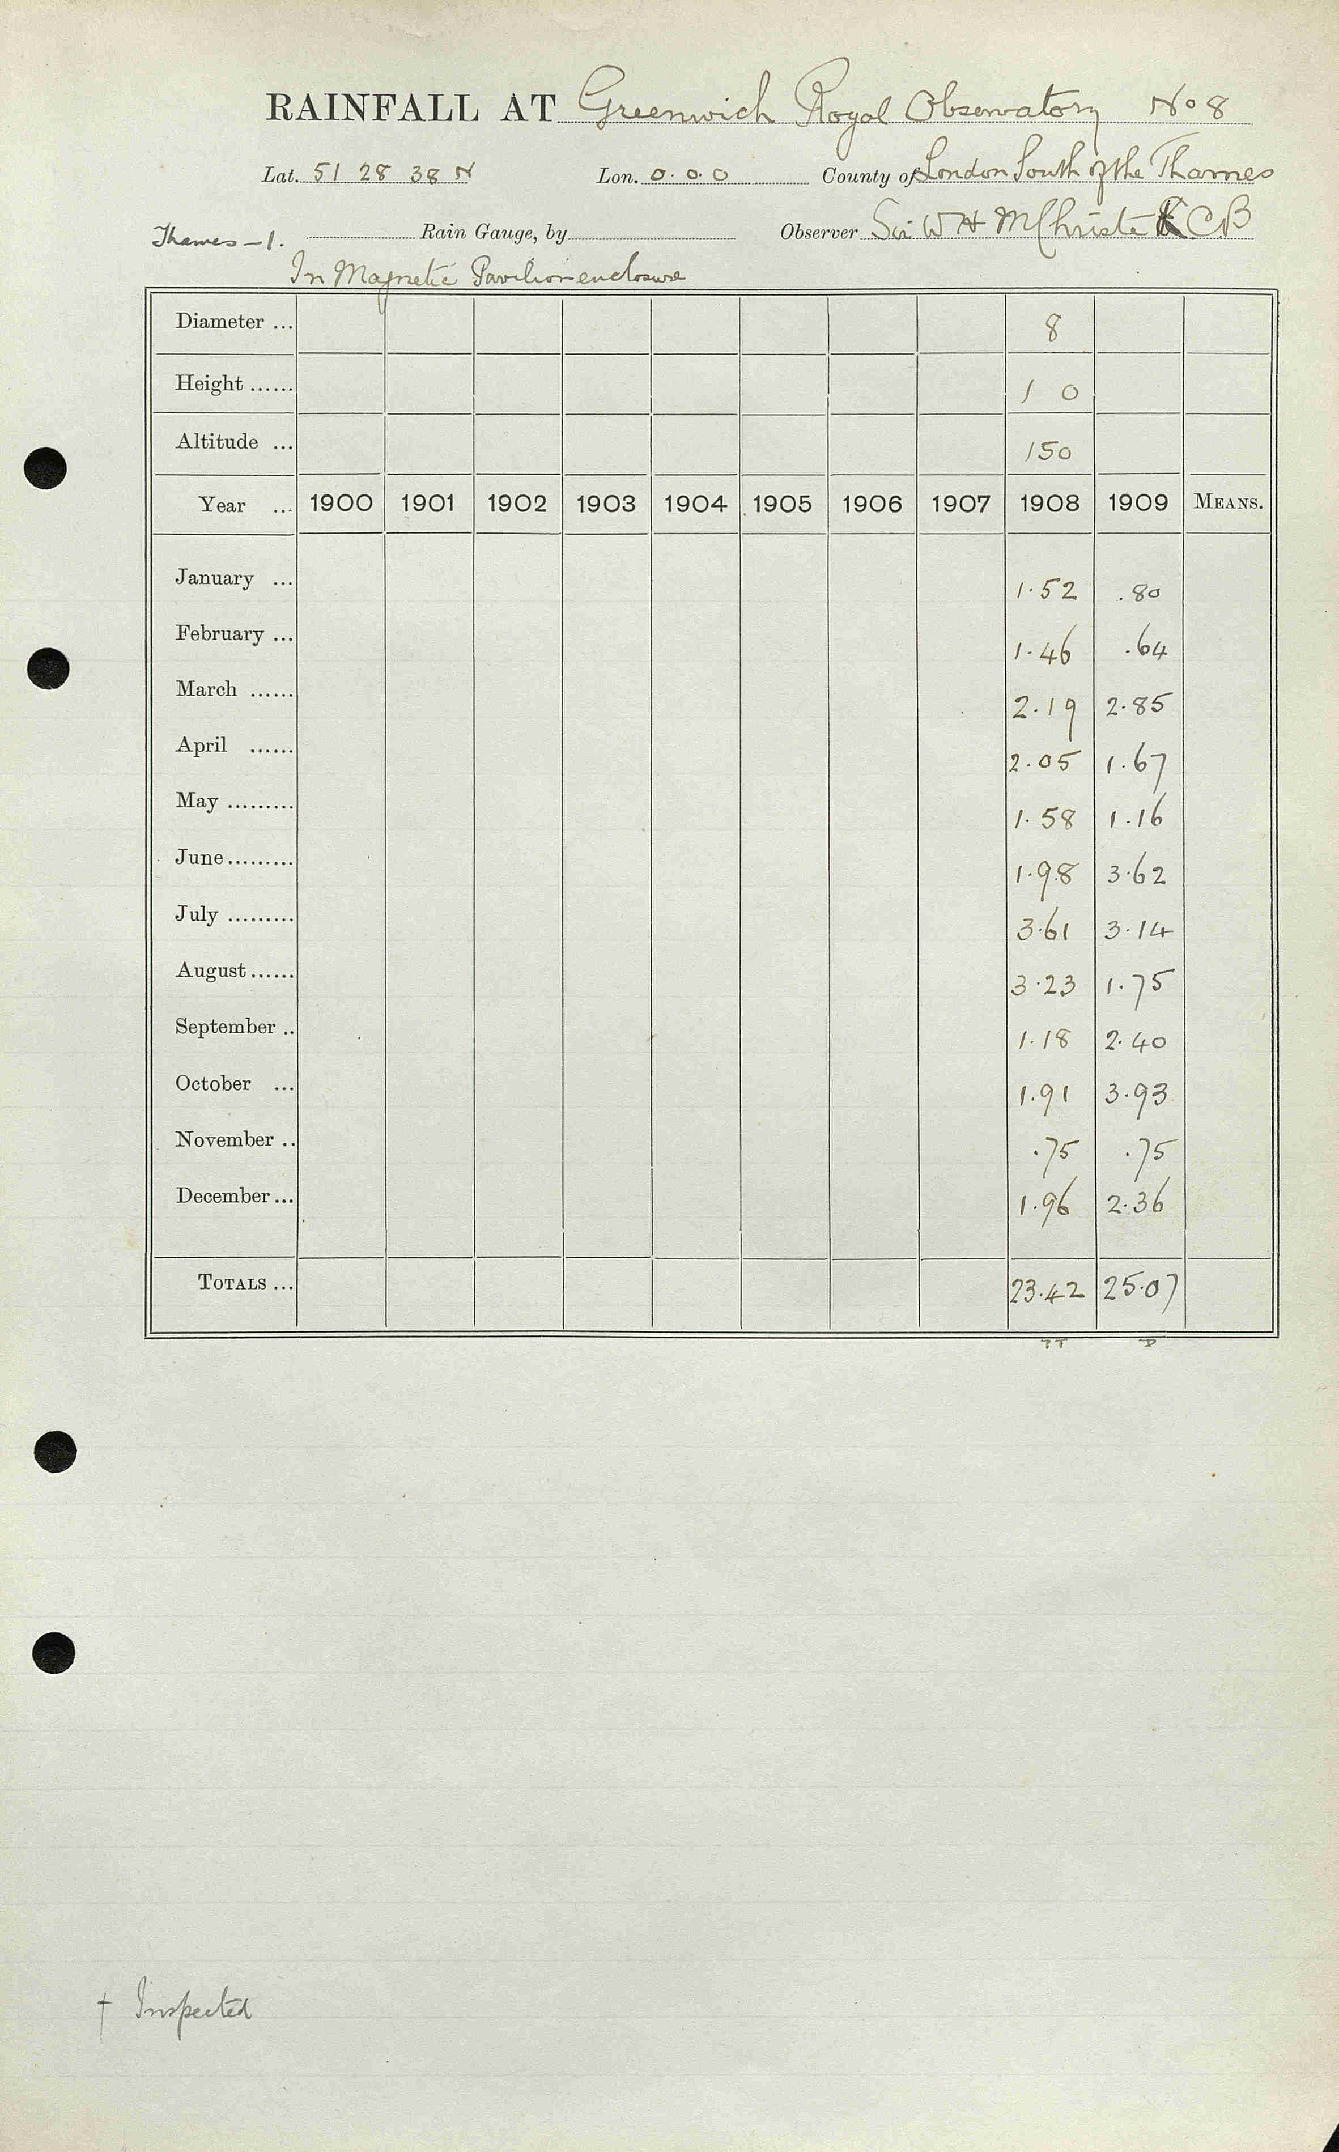 RAINFALL AT Greenwich Royal Observatory No 8
Lat. 51 28 38 N Lon. 0. 0. 0 County of London South of the Thames
Thames – 1. Rain Gauge, by Observer Sir W H M Christie K C B
In Magnetic Pavilion enclosure
Diameter ... 8
Height ...... 1 0
Altitude ... 150
Year ... 1900 1901 1902 1903 1904 1905 1906 1907 1908 1909 MEANS.
January ... 1.52 .80
February ... 1.46 .64
March ...... 2.19 2.85
April ...... 2.05 1.67
May ......... 1.58 1.16
June......... 1.98 3.62
July ......... 3.61 3.14
August...... 3.23 1.75
September .. 1.18 2.40
October ... 1.91 3.93
November .. .75 .75
December ... 1.96 2.36
TOTALS ... 23.42 25.07
† Inspected